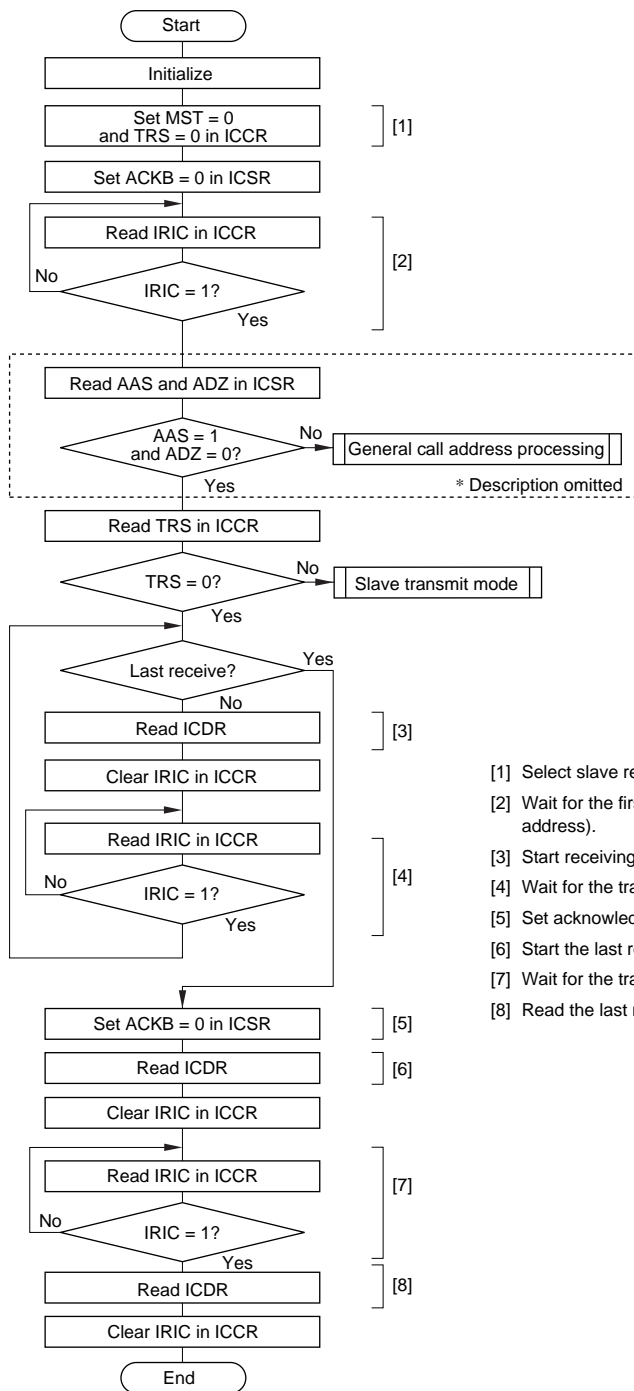 Start
Initialize
Set MST = 0
and TRS = 0 in ICCR
[1]
Set ACKB = 0 in ICSR
Read IRIC in ICCR
[2]
No
IRIC = 1?
Yes
Read AAS and ADZ in ICSR
AAS = 1
and ADZ = 0?
No
General call address processing
Yes
* Description omitted
Read TRS in ICCR
TRS = 0?
No
Slave transmit mode
Yes
Last receive?
Yes
No
Read ICDR
[3]
Clear IRIC in ICCR
Read IRIC in ICCR
[4]
No
IRIC = 1?
Yes
[1] Select slave re
[2] Wait for the firs
address).
[3] Start receiving
[4] Wait for the tra
[5] Set acknowled
[6] Start the last re
[7] Wait for the tra
[8] Read the last r
Set ACKB = 0 in ICSR
[5]
Read ICDR
[6]
Clear IRIC in ICCR
Read IRIC in ICCR
[7]
No
IRIC = 1?
Yes
Read ICDR
[8]
Clear IRIC in ICCR
End